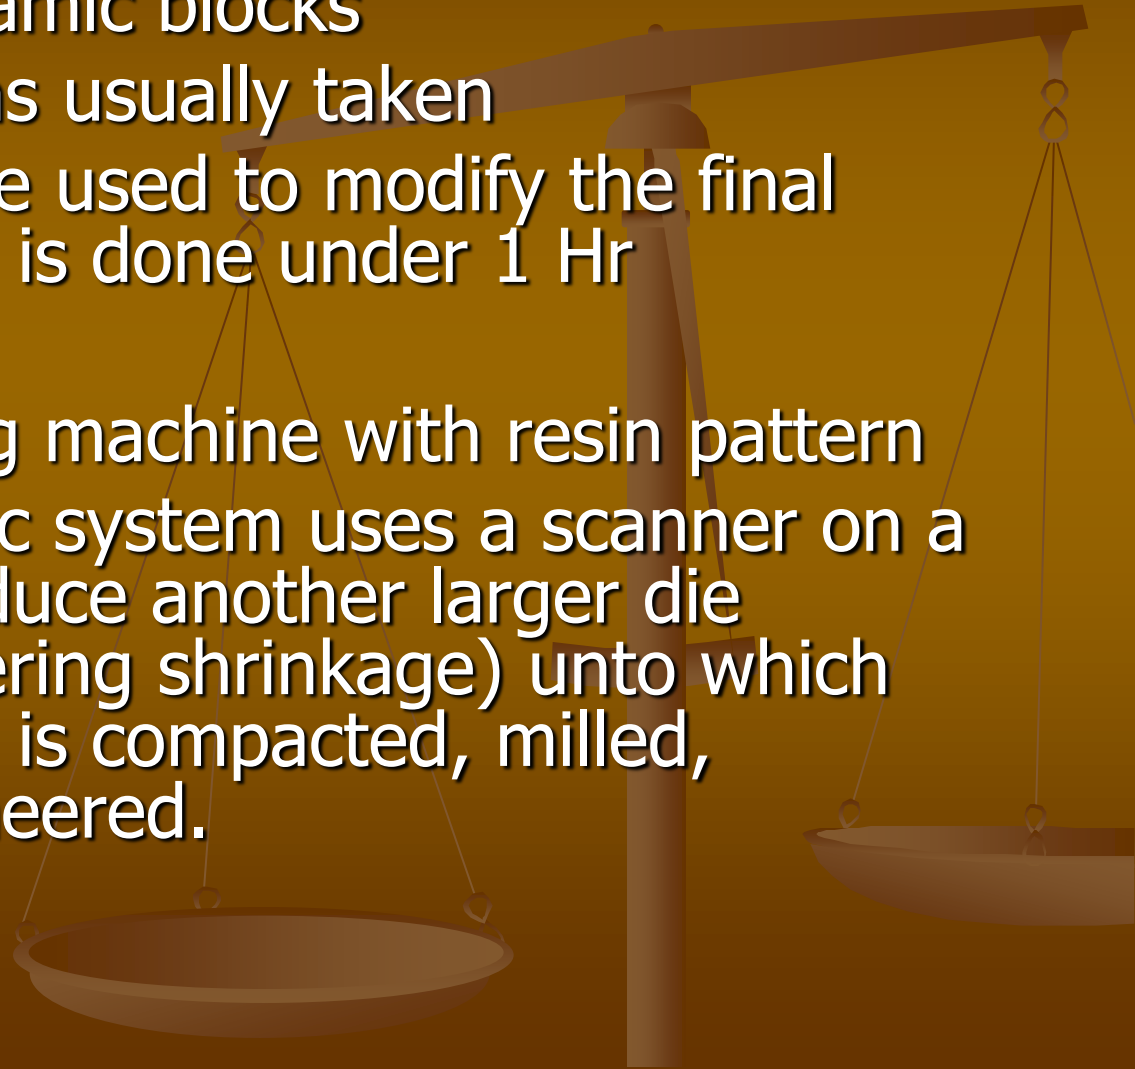 amic blocks
ns usually taken
e used to modify the final
is done under 1 Hr
g machine with resin pattern
c system uses a scanner on a
duce another larger die
ering shrinkage) unto which
is compacted, milled,
eered.